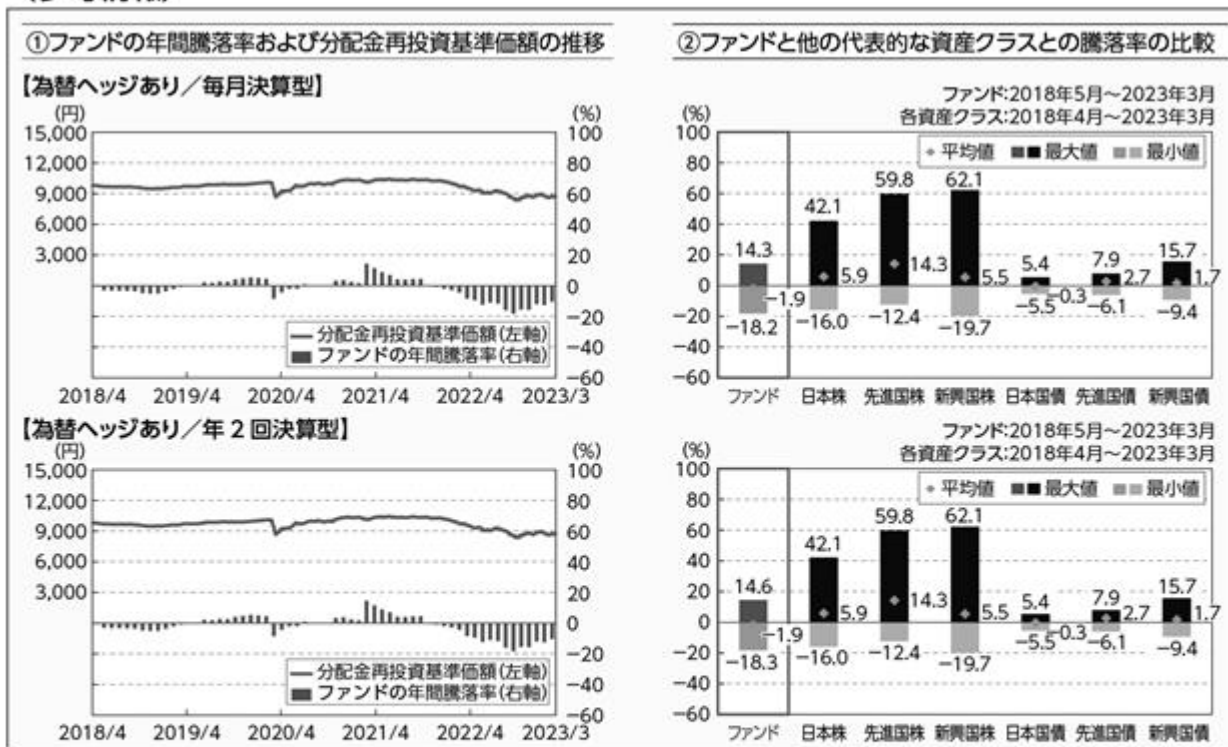 ①ファンドの年間騰落率および分配金再投資基準価額の推移
【為替ヘッジあり／毎月決算型】
(円) (%)
15,000 100
12,000 80
9,000 60
6,000 40
3,000 20
0
−20
−40
−60
分配金再投資基準価額(左軸)
ファンドの年間騰落率(右軸)
2018/4 2019/4 2020/4 2021/4 2022/4 2023/3
【為替ヘッジあり／年2回決算型】
(円) (%)
15,000 100
12,000 80
9,000 60
6,000 40
3,000 20
0
−20
−40
−60
分配金再投資基準価額(左軸)
ファンドの年間騰落率(右軸)
2018/4 2019/4 2020/4 2021/4 2022/4 2023/3
②ファンドと他の代表的な資産クラスとの騰落率の比較
ファンド:2018年5月～2023年3月
(%) 各資産クラス:2018年4月～2023年3月
100
80
60
40
20
0
−20
−40
−60
平均値 最大値 最小値
14.3 42.1 59.8 62.1 5.4 7.9 15.7
−1.9 5.9 14.3 5.5 −0.3 2.7 1.7
−18.2 −16.0 −12.4 −19.7 −5.5 −6.1 −9.4
ファンド 日本株 先進国株 新興国株 日本国債 先進国債 新興国債
ファンド:2018年5月～2023年3月
(%) 各資産クラス:2018年4月～2023年3月
100
80
60
40
20
0
−20
−40
−60
平均値 最大値 最小値
14.6 42.1 59.8 62.1 5.4 7.9 15.7
−1.9 5.9 14.3 5.5 −0.3 2.7 1.7
−18.3 −16.0 −12.4 −19.7 −5.5 −6.1 −9.4
ファンド 日本株 先進国株 新興国株 日本国債 先進国債 新興国債